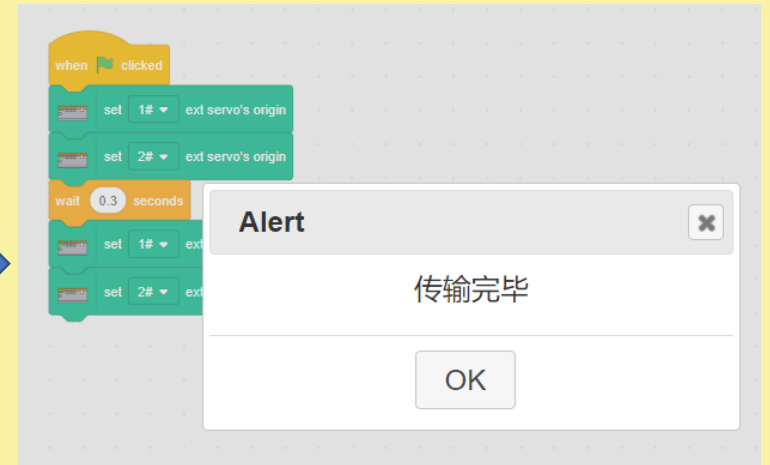 when clicked
set 1# ext servo's origin
set 2# ext servo's origin
wait 0.3 seconds
set 1# ext
set 2# ext
Alert
传输完毕
OK